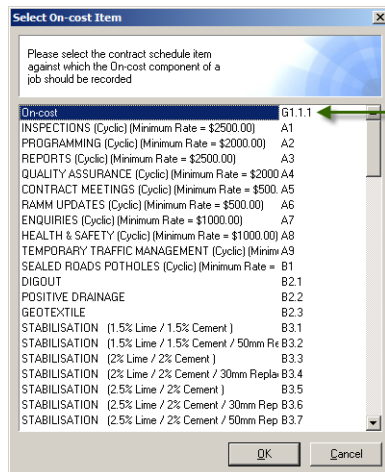 Select On-cost Item
Please select the contract schedule item
against which the On-cost component of a
job should be recorded
On-cost G1.1.1
INSPECTIONS (Cyclic) (Minimum Rate = $2500.00) A1
PROGRAMMING (Cyclic) (Minimum Rate = $2000.00) A2
REPORTS (Cyclic) (Minimum Rate = $2500.00) A3
QUALITY ASSURANCE (Cyclic) (Minimum Rate = $2000 A4
CONTRACT MEETINGS (Cyclic) (Minimum Rate = $500. A5
RAMM UPDATES (Cyclic) (Minimum Rate = $500.00) A6
ENQUIRIES (Cyclic) (Minimum Rate = $1000.00) A7
HEALTH & SAFETY (Cyclic) (Minimum Rate = $1000.00) A8
TEMPORARY TRAFFIC MANAGEMENT (Cyclic) (Minimu A9
SEALED ROADS POTHOLES (Cyclic) (Minimum Rate = B1
DIGOUT B2.1
POSITIVE DRAINAGE B2.2
GEOTEXTILE B2.3
STABILISATION (1.5% Lime / 1.5% Cement ) B3.1
STABILISATION (1.5% Lime / 1.5% Cement / 50mm Re B3.2
STABILISATION (2% Lime / 2% Cement ) B3.3
STABILISATION (2% Lime / 2% Cement / 30mm Repla B3.4
STABILISATION (2.5% Lime / 2% Cement ) B3.5
STABILISATION (2.5% Lime / 2% Cement / 30mm Rep B3.6
STABILISATION (2.5% Lime / 2% Cement / 50mm Rep B3.7
OK Cancel